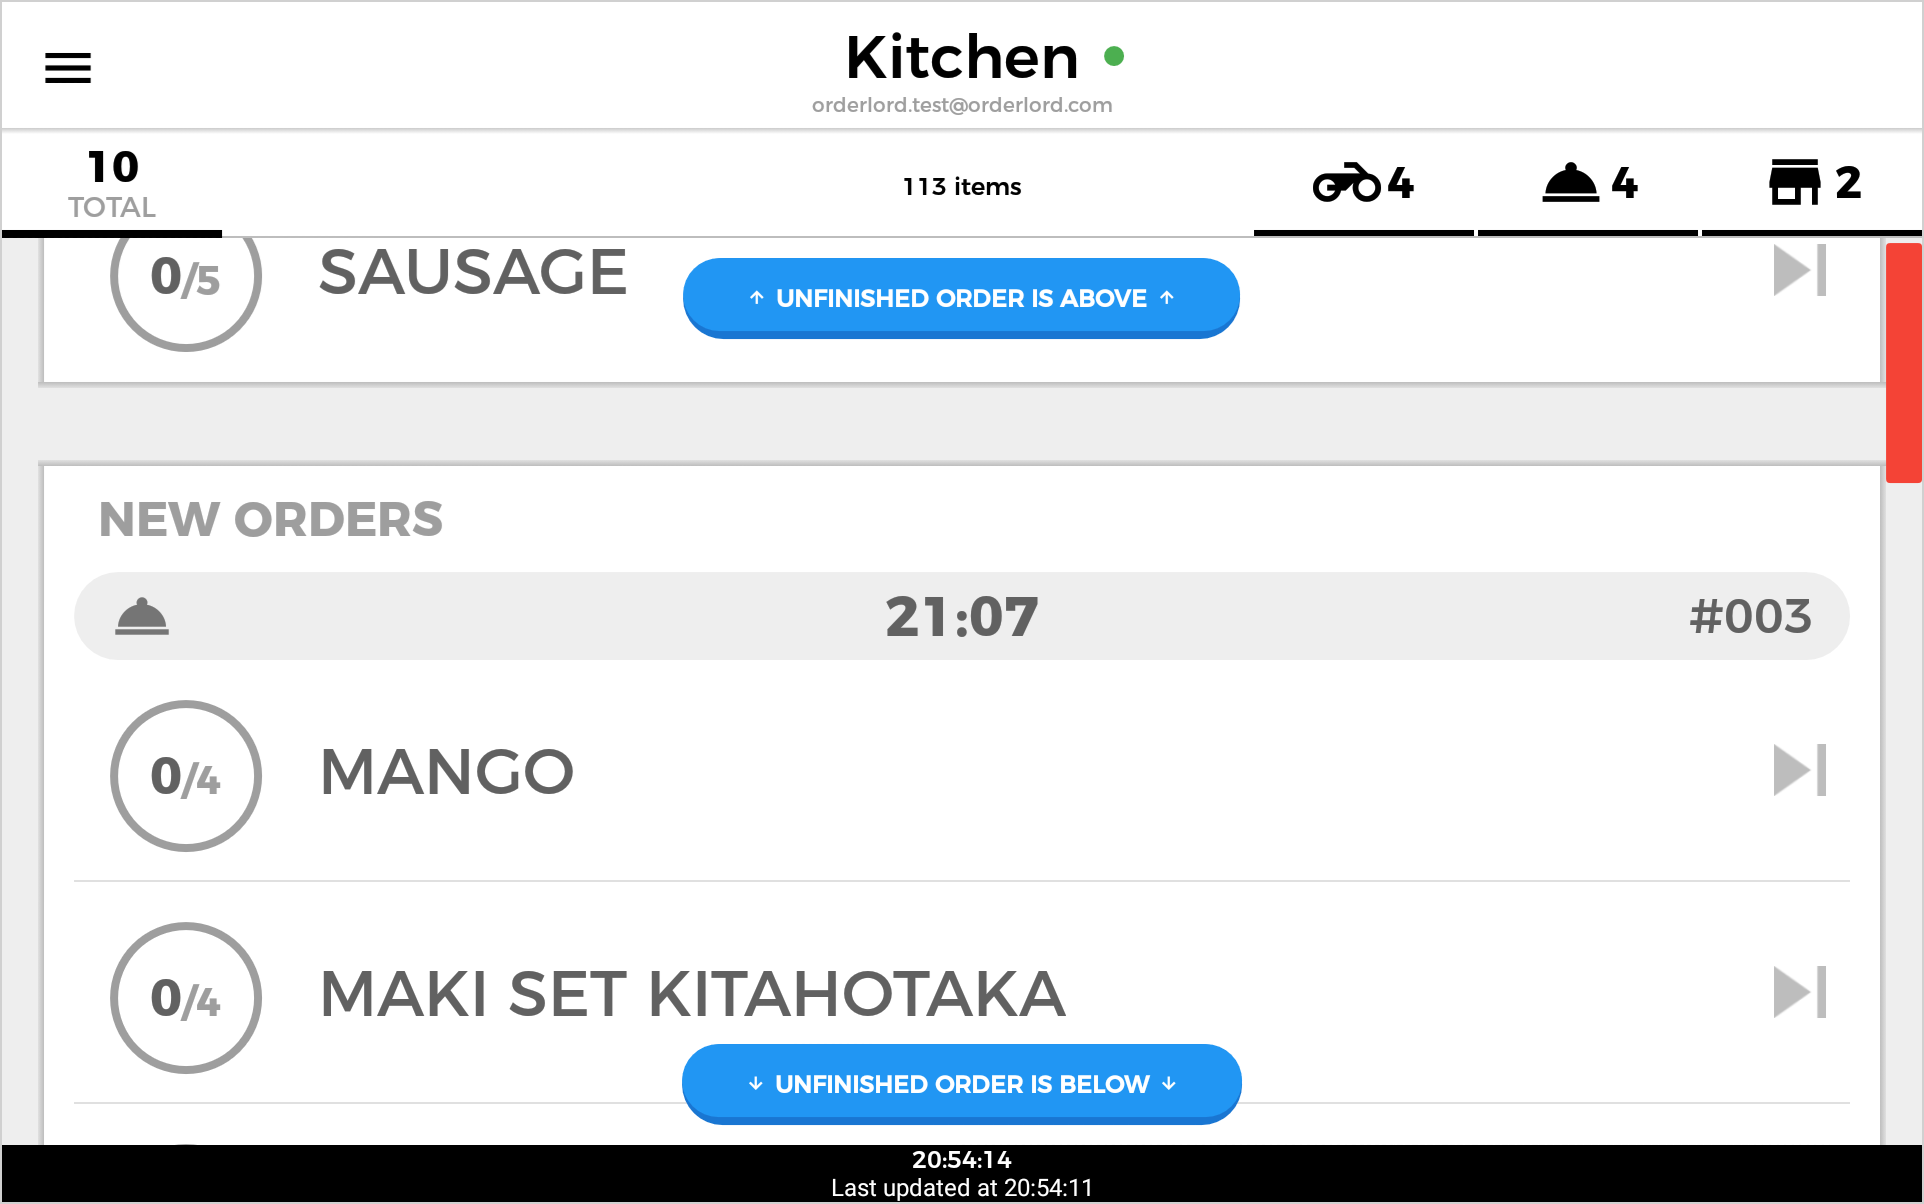 Kitchen
orderlord.test@orderlord.com
10
TOTAL
113 items
4
4
2
0/5
SAUSAGE
↑ UNFINISHED ORDER IS ABOVE ↑
NEW ORDERS
21:07
#003
0/4
MANGO
0/4
MAKI SET KITAHOTAKA
↓ UNFINISHED ORDER IS BELOW ↓
20:54:14
Last updated at 20:54:11